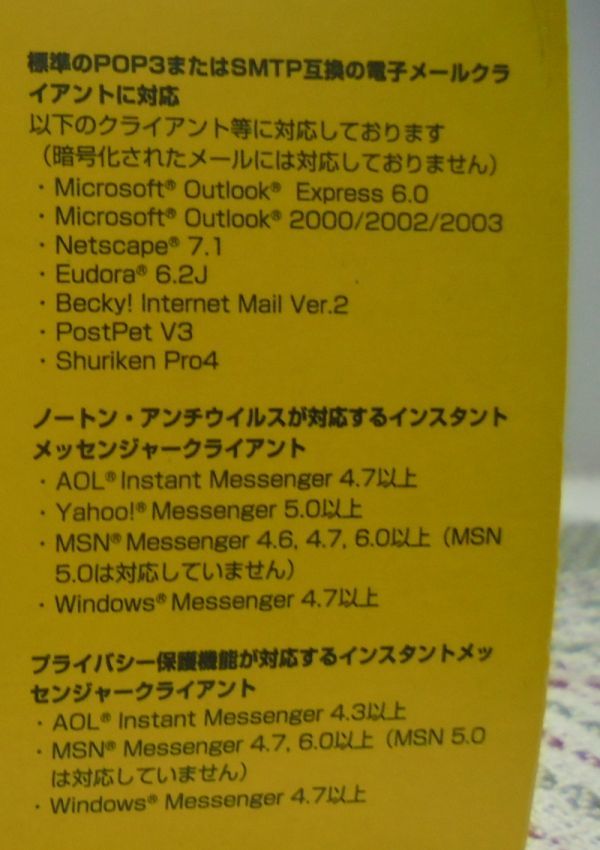 標準のPOP3またはSMTP互換の電子メールクラ
イアントに対応
以下のクライアント等に対応しております
（暗号化されたメールには対応しておりません）
・Microsoft® Outlook® Express 6.0
・Microsoft® Outlook® 2000/2002/2003
・Netscape® 7.1
・Eudora® 6.2J
・Becky! Internet Mail Ver.2
・PostPet V3
・Shuriken Pro4
ノートン・アンチウイルスが対応するインスタント
メッセンジャークライアント
・AOL® Instant Messenger 4.7以上
・Yahoo!® Messenger 5.0以上
・MSN® Messenger 4.6, 4.7, 6.0以上（MSN
5.0は対応していません）
・Windows® Messenger 4.7以上
プライバシー保護機能が対応するインスタントメッ
センジャークライアント
・AOL® Instant Messenger 4.3以上
・MSN® Messenger 4.7, 6.0以上（MSN 5.0
は対応していません）
・Windows® Messenger 4.7以上